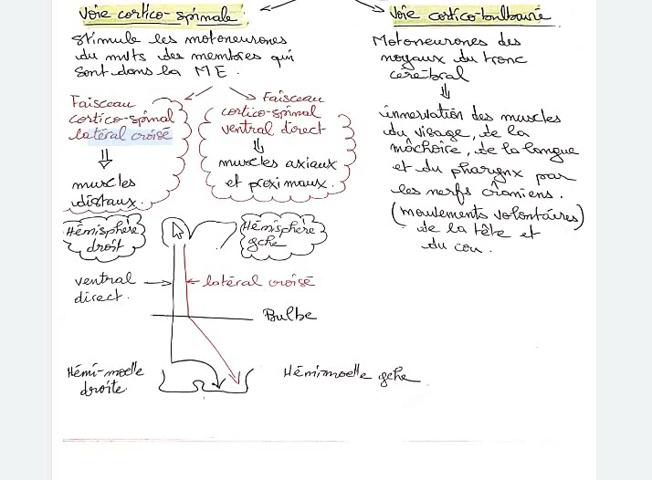 Voie cortico-spinale
Stimule les motoneurones
du mvts des membres qui
sont dans la ME.
Faisceau
cortico-spinal
latéral croisé
⇓
muscles
distaux.
Faisceau
cortico-spinal
ventral direct
⇓
muscles axiaux
et proximaux.
Voie cortico-bulbaire
Motoneurones des
noyaux du tronc
cérébral
⇓
innervation des muscles
du visage, de la
mâchoire, de la langue
et du pharynx par
les nerfs crâniens.
(mouvements volontaires)
de la tête et
du cou.
Hémisphère
droit
Hémisphère
gche
ventral
direct.
latéral croisé
Bulbe
Hémi-moelle
droite.
Hémimoelle gche